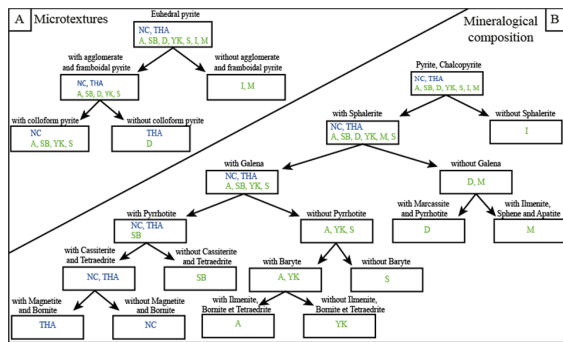 A
Microtextures
Euhedral pyrite
NC, THA
A, SB, D, YK, S, I, M
with agglomerate
and framboidal pyrite
without agglomerate
and framboidal pyrite
NC, THA
A, SB, D, YK, S
I, M
with colloform pyrite
without colloform pyrite
NC
A, SB, YK, S
THA
D
Mineralogical
composition
B
Pyrite, Chalcopyrite
NC, THA
A, SB, D, YK, S, I, M
with Sphalerite
without Sphalerite
NC, THA
A, SB, D, YK, M, S
I
with Galena
without Galena
NC, THA
A, SB, YK, S
D, M
with Pyrrhotite
without Pyrrhotite
with Marcassite
and Pyrrhotite
with Ilmenite,
Sphene and Apatite
NC, THA
SB
A, YK, S
D
M
with Cassiterite
and Tetraedrite
without Cassiterite
and Tetraedrite
with Baryte
without Baryte
NC, THA
SB
A, YK
S
with Magnetite
and Bornite
without Magnetite
and Bornite
with Ilmenite,
Bornite et Tetraedrite
without Ilmenite,
Bornite et Tetraedrite
THA
NC
A
YK